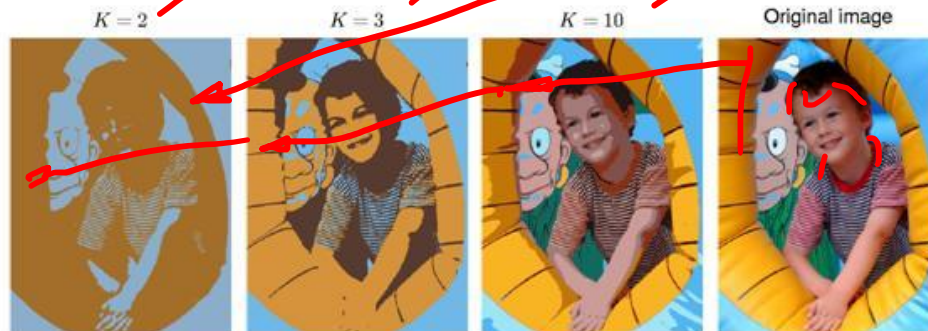 K = 2
K = 3
K = 10
Original image